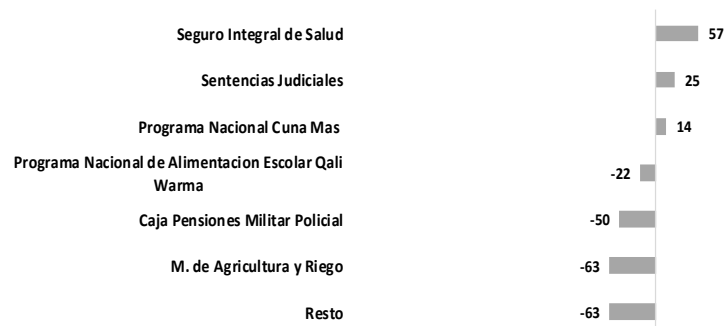 Seguro Integral de Salud 57
Sentencias Judiciales 25
Programa Nacional Cuna Mas 14
Programa Nacional de Alimentacion Escolar Qali
Warma -22
Caja Pensiones Militar Policial -50
M. de Agricultura y Riego -63
Resto -63